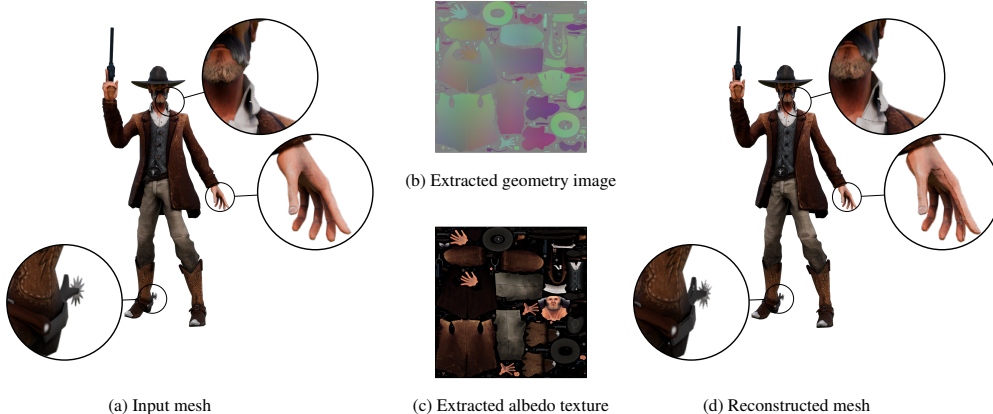 (b) Extracted geometry image
(a) Input mesh
(c) Extracted albedo texture
(d) Reconstructed mesh